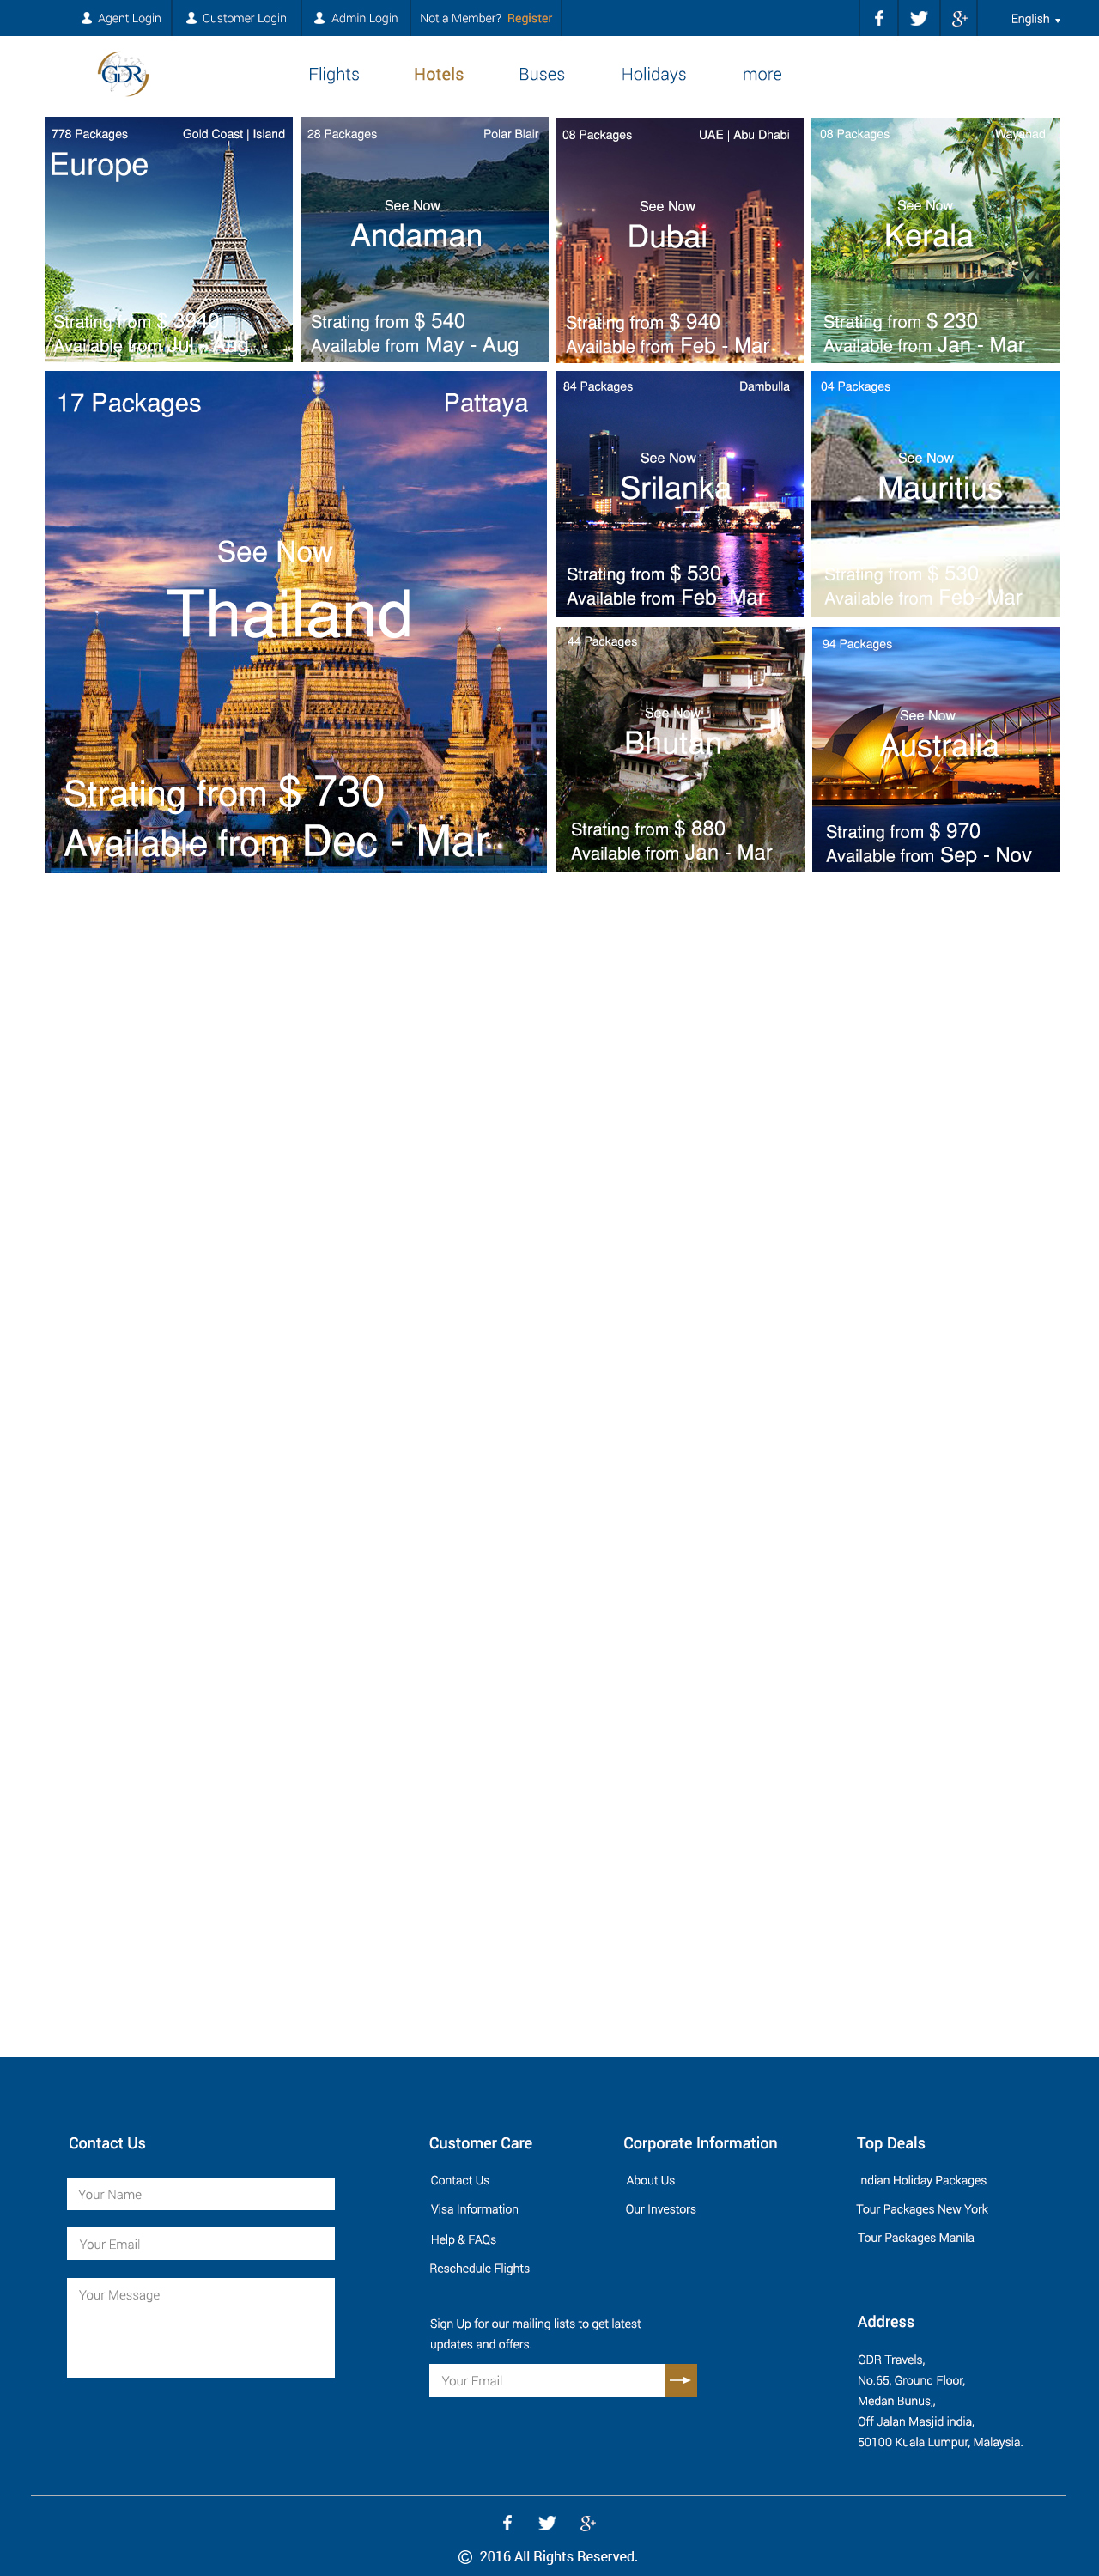 Agent Login
Customer Login
Admin Login
Not a Member? Register
English
GDR
Flights
Hotels
Buses
Holidays
more
778 Packages
Gold Coast | Island
Europe
Strating from $ 3940
Available from Jul - Aug
28 Packages
Polar Blair
See Now
Andaman
Strating from $ 540
Available from May - Aug
08 Packages
UAE | Abu Dhabi
See Now
Dubai
Strating from $ 940
Available from Feb - Mar
08 Packages
Wayanad
See Now
Kerala
Strating from $ 230
Available from Jan - Mar
17 Packages
Pattaya
See Now
Thailand
Strating from $ 730
Available from Dec - Mar
84 Packages
Dambulla
See Now
Srilanka
Strating from $ 530
Available from Feb- Mar
04 Packages
See Now
Mauritius
Strating from $ 530
Available from Feb- Mar
44 Packages
See Now
Bhutan
Strating from $ 880
Available from Jan - Mar
94 Packages
See Now
Australia
Strating from $ 970
Available from Sep - Nov
Contact Us
Your Name
Your Email
Your Message
Customer Care
Contact Us
Visa Information
Help & FAQs
Reschedule Flights
Sign Up for our mailing lists to get latest
updates and offers.
Your Email
Corporate Information
About Us
Our Investors
Top Deals
Indian Holiday Packages
Tour Packages New York
Tour Packages Manila
Address
GDR Travels,
No.65, Ground Floor,
Medan Bunus,,
Off Jalan Masjid india,
50100 Kuala Lumpur, Malaysia.
© 2016 All Rights Reserved.